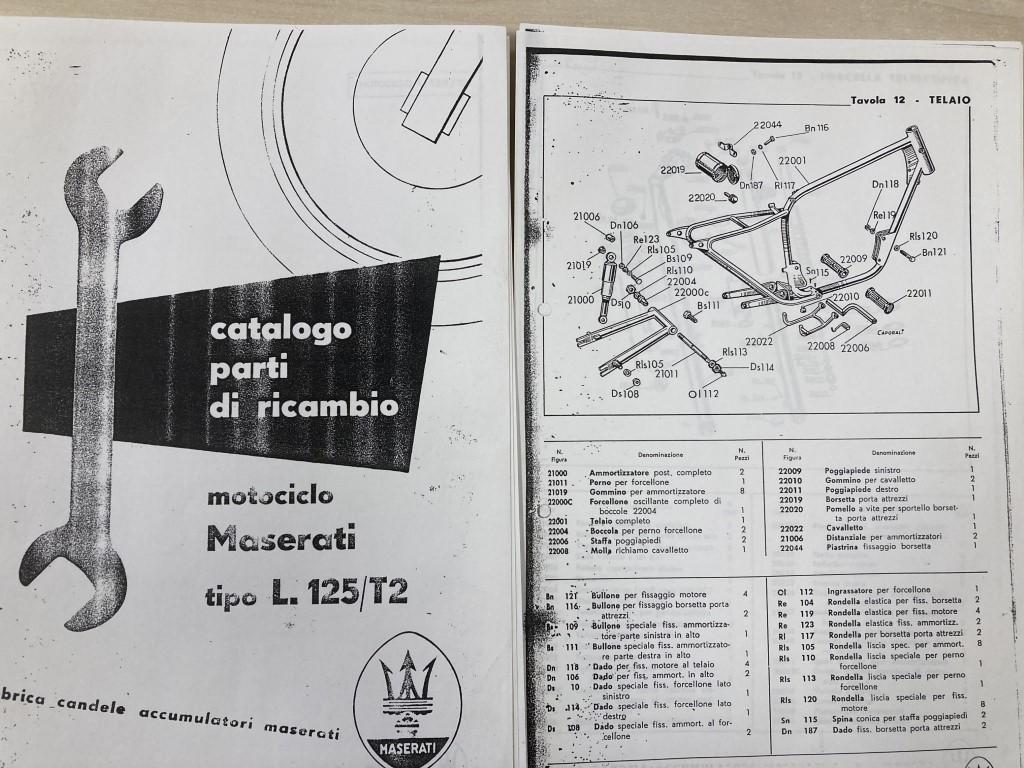 catalogo
parti
di ricambio
motociclo
Maserati
tipo L. 125/T2
brica candele accumulatori maserati
MASERATI
Tavola 12 - TELAIO
22044
Bn 116
22019
Dn187
Rl117
22001
22020
Dn118
Re119
21006
Dn106
Re123
Rls105
Bs109
Rl110
22004
22000c
Bs111
21019
21000
Ds10
Rls120
Bn121
22009
Sn115
22010
22011
CAPORALI
22022
22008
22006
Rls113
Ds114
Rls105
21011
Ds108
Ol112
N. Figura Denominazione N. Pezzi
21000 Ammortizzatore post. completo 2
21011 Perno per forcellone 1
21019 Gommino per ammortizzatore 8
22000C Forcellone oscillante completo di
boccole 22004 1
22001 Telaio completo 1
22004 Boccola per perno forcellone 2
22006 Staffa poggiapiedi 2
22008 Molla richiamo cavalletto 1
N. Figura Denominazione N. Pezzi
22009 Poggiapiede sinistro 1
22010 Gommino per cavalletto 2
22011 Poggiapiede destro 1
22019 Borsetta porta attrezzi 1
22020 Pomello a vite per sportello borset-
ta porta attrezzi 1
22022 Cavalletto 1
21006 Distanziale per ammortizzatori 2
22044 Piastrina fissaggio borsetta 1
Bn 121 Bullone per fissaggio motore 4
Bn 116 Bullone per fissaggio borsetta porta
attrezzi 2
Bs 109 Bullone speciale fiss. ammortizza-
tore parte sinistra in alto 1
Bs 111 Bullone speciale fiss. ammortizzato-
re parte destra in alto 1
Dn 118 Dado per fiss. motore al telaio 4
Dn 106 Dado per fiss. ammort. in alto 2
Ds 10 Dado speciale fiss. forcellone lato
sinistro 1
Ds 114 Dado speciale fiss. forcellone lato
destro 1
Ds 108 Dado speciale fiss. ammort. al for-
cellone 2
Ol 112 Ingrassatore per forcellone 1
Re 104 Rondella elastica per fiss. borsetta 2
Re 119 Rondella elastica per fiss. motore 4
Re 123 Rondella elastica fiss. ammortizz. 2
Rl 117 Rondella per borsetta porta attrezzi 2
Rls 105 Rondella liscia spec. per ammort. 8
Rls 110 Rondella liscia speciale per perno
forcellone 1
Rls 113 Rondella liscia speciale per perno
forcellone 1
Rls 120 Rondella liscia speciale per fiss.
motore 8
Sn 115 Spina conica per staffa poggiapiedi 2
Dn 187 Dado fiss. borsetta porta attrezzi 2